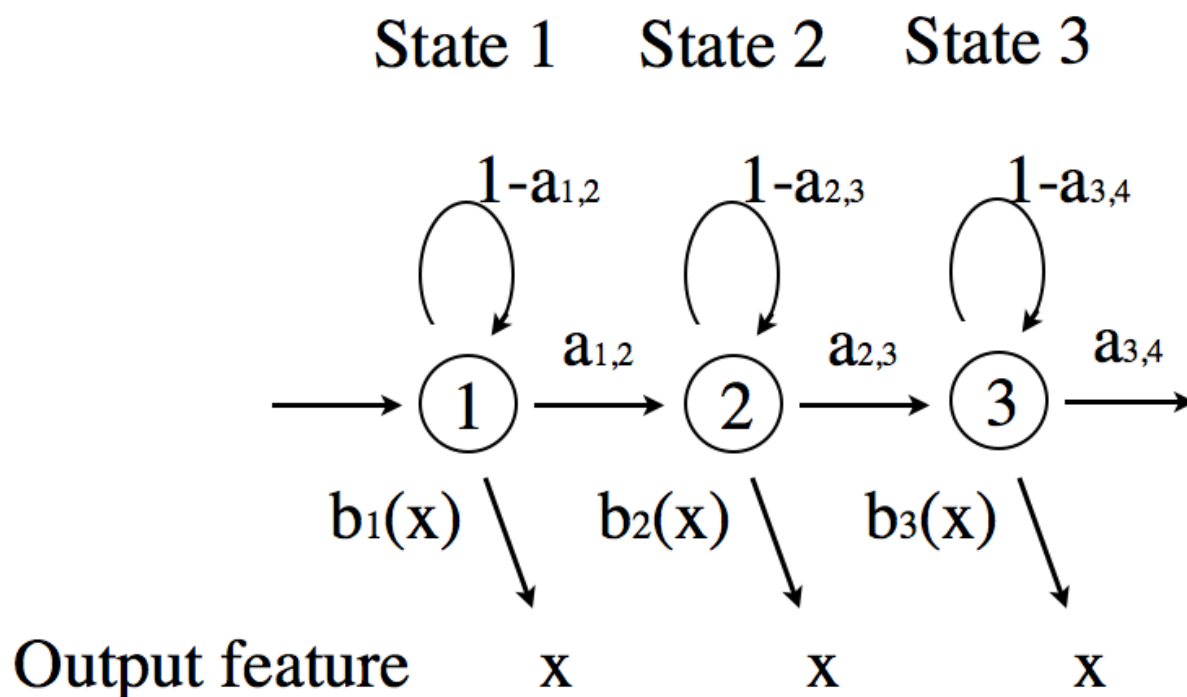 State 1 State 2 State 3
1-a1,2 1-a2,3 1-a3,4
a1,2 a2,3 a3,4
1 2 3
b1(x) b2(x) b3(x)
Output feature x x x